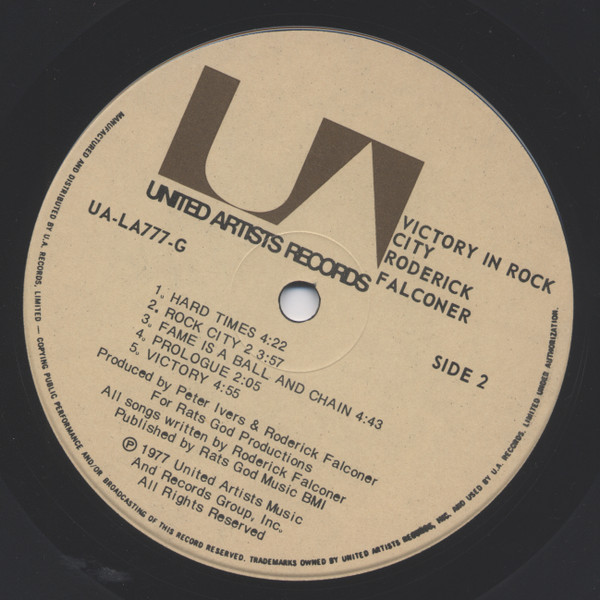 UA
UNITED ARTISTS RECORDS
UA-LA777-G
VICTORY IN ROCK
CITY
RODERICK
FALCONER
SIDE 2
1. HARD TIMES 4:22
2. ROCK CITY 2 3:57
3. FAME IS A BALL AND CHAIN 4:43
4. PROLOGUE 2:05
5. VICTORY 4:55
Produced by Peter Ivers & Roderick Falconer
For Rats God Productions
All songs written by Roderick Falconer
Published by Rats God Music BMI
℗ 1977 United Artists Music
And Records Group, Inc.
All Rights Reserved
MANUFACTURED AND DISTRIBUTED BY U.A. RECORDS, LIMITED — COPYING PUBLIC PERFORMANCE AND/OR BROADCASTING OF THIS RECORD RESERVED. TRADEMARKS OWNED BY UNITED ARTISTS RECORDS, INC. AND USED BY U.A. RECORDS, LIMITED UNDER AUTHORIZATION.